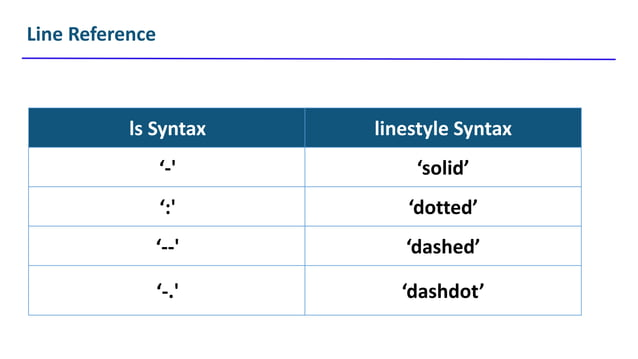 Line Reference
ls Syntax linestyle Syntax
‘-' ‘solid’
‘:' ‘dotted’
‘--' ‘dashed’
‘-.' ‘dashdot’